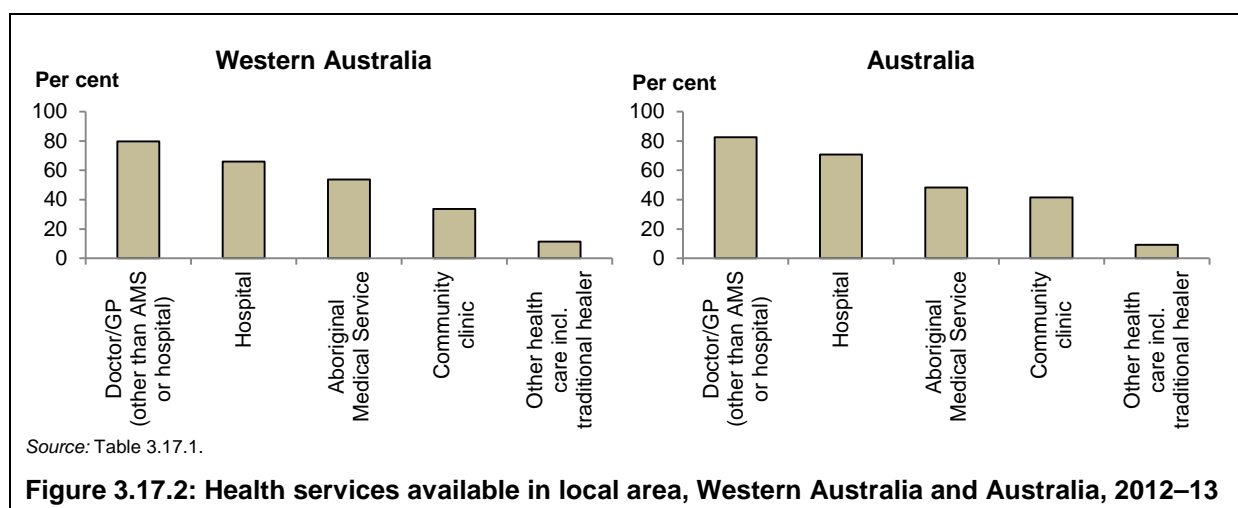 Western Australia
Per cent
100
80
60
40
20
0
Doctor/GP
(other than AMS
or hospital)
Hospital
Aboriginal
Medical Service
Community
clinic
Other health
care incl.
traditional healer
Australia
Per cent
100
80
60
40
20
0
Doctor/GP
(other than AMS
or hospital)
Hospital
Aboriginal
Medical Service
Community
clinic
Other health
care incl.
traditional healer
Source: Table 3.17.1.
Figure 3.17.2: Health services available in local area, Western Australia and Australia, 2012–13